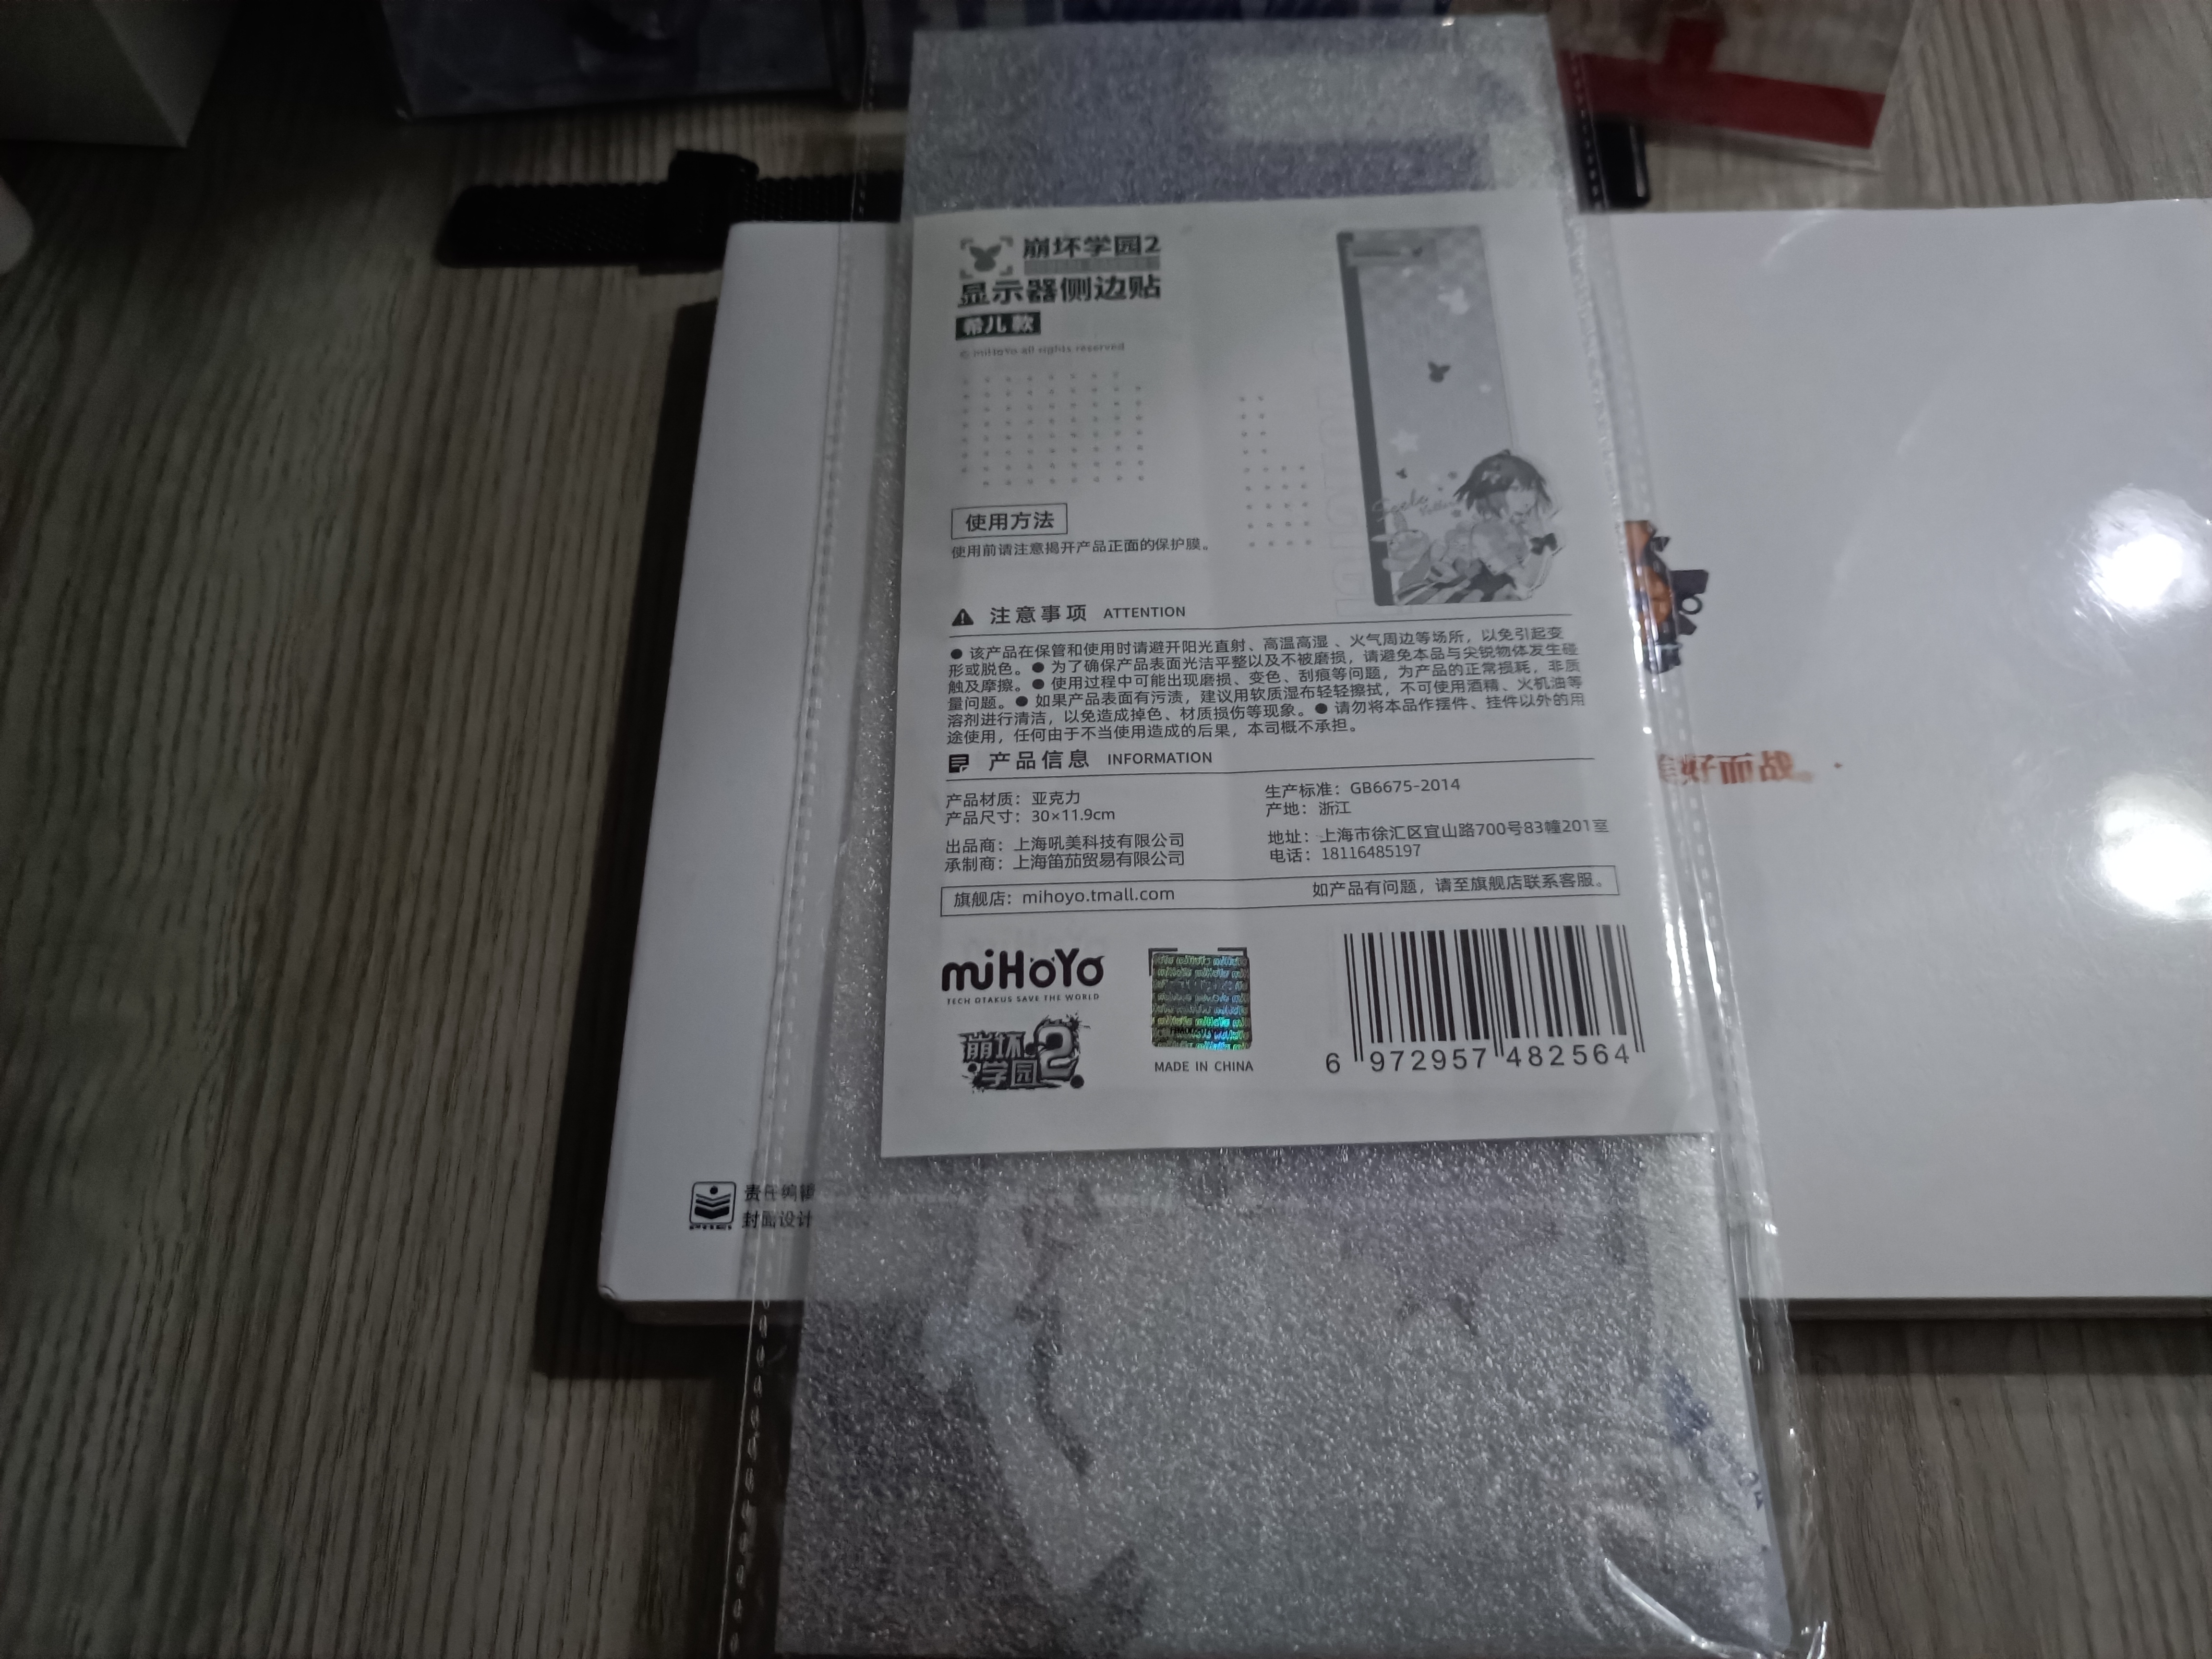 崩坏学园2
显示器侧边贴
希儿 款
© miHoYo all rights reserved
使用方法
使用前请注意揭开产品正面的保护膜。
注意事项 ATTENTION
● 该产品在保管和使用时请避开阳光直射、高温高湿、火气周边等场所，以免引起变
形或脱色。● 为了确保产品表面光洁平整以及不被磨损，请避免本品与尖锐物体发生碰
触及摩擦。● 使用过程中可能出现磨损、变色、刮痕等问题，为产品的正常损耗，非质
量问题。● 如果产品表面有污渍，建议用软质湿布轻轻擦拭，不可使用酒精、火机油等
溶剂进行清洁，以免造成掉色、材质损伤等现象。● 请勿将本品作摆件、挂件以外的用
途使用，任何由于不当使用造成的后果，本司概不承担。
产品信息 INFORMATION
产品材质：亚克力
产品尺寸：30×11.9cm
出品商：上海吼美科技有限公司
承制商：上海笛茄贸易有限公司
生产标准：GB6675-2014
产地：浙江
地址：上海市徐汇区宜山路700号83幢201室
电话：18116485197
旗舰店：mihoyo.tmall.com 如产品有问题，请至旗舰店联系客服。
miHoYo
TECH OTAKUS SAVE THE WORLD
崩坏
学园2
MADE IN CHINA
6 972957 482564
好而战。
责任编辑
封面设计